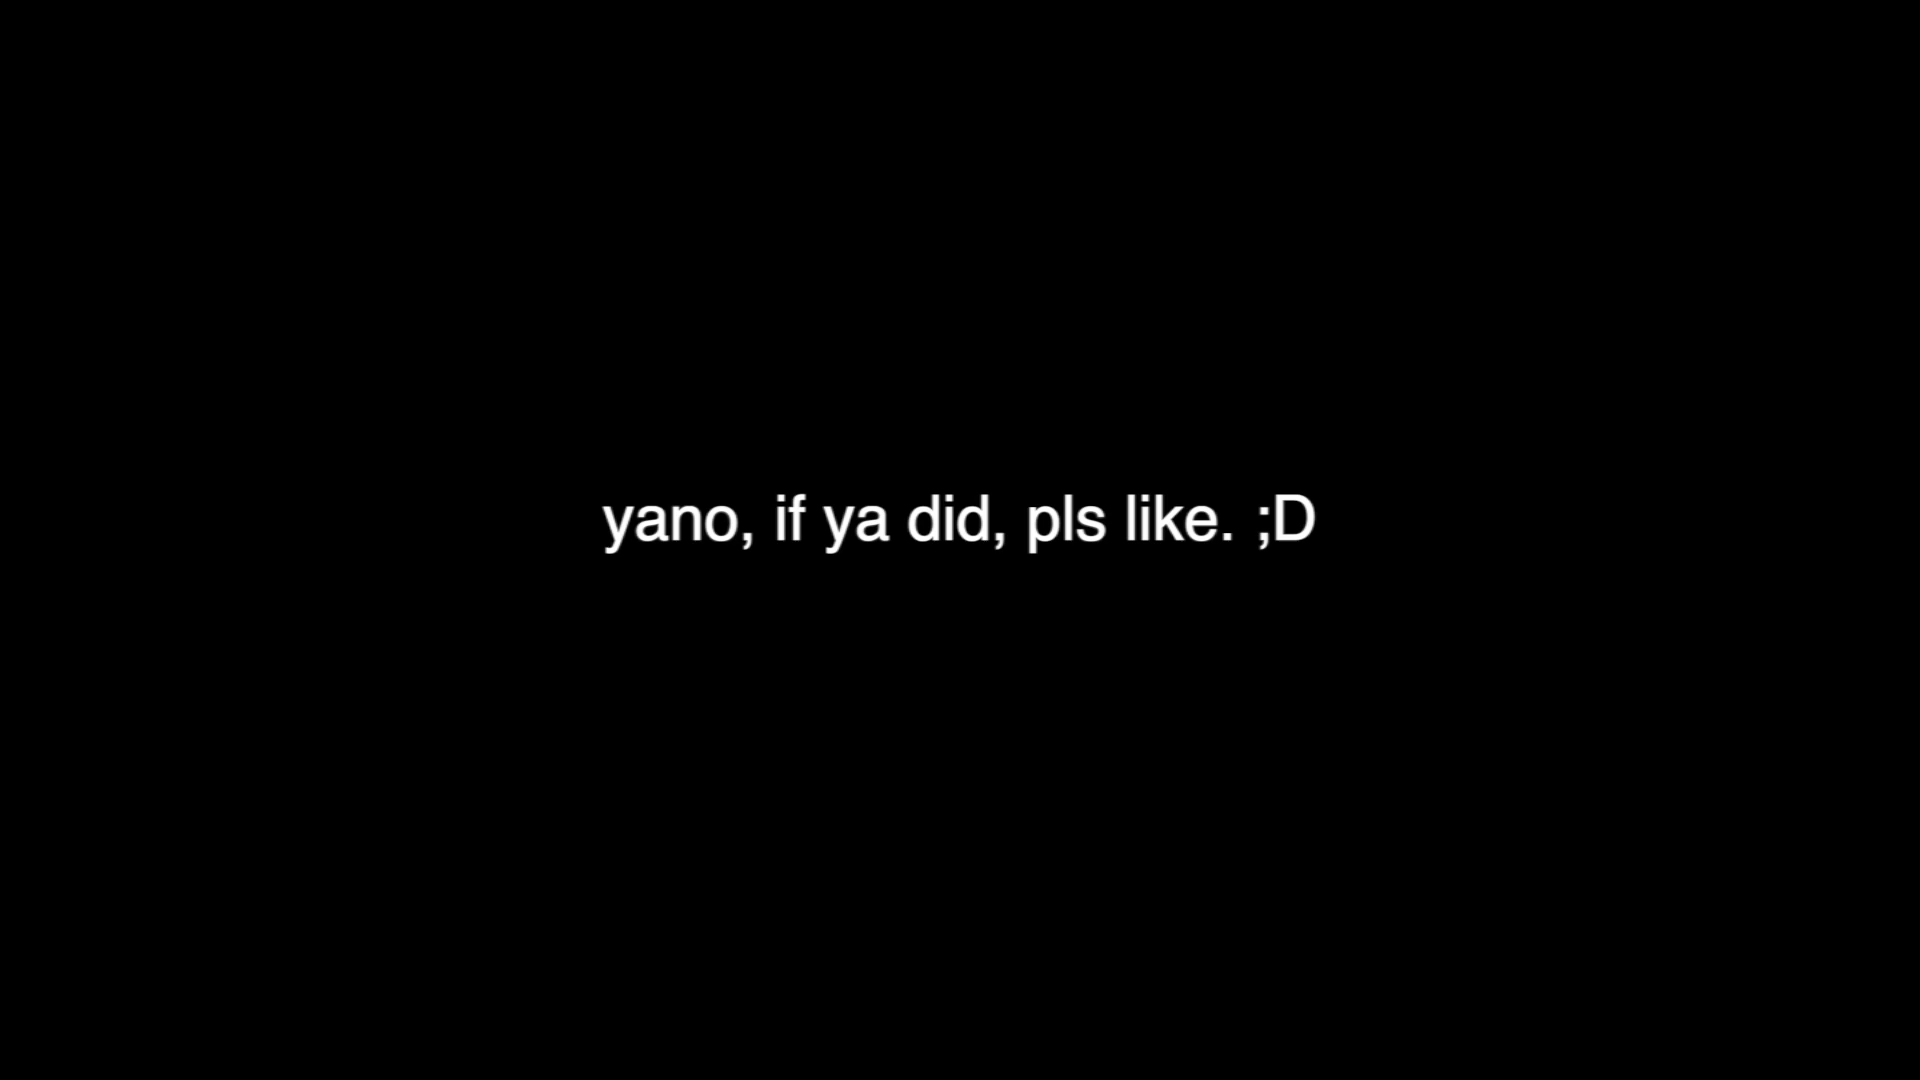 yano, if ya did, pls like. ;D